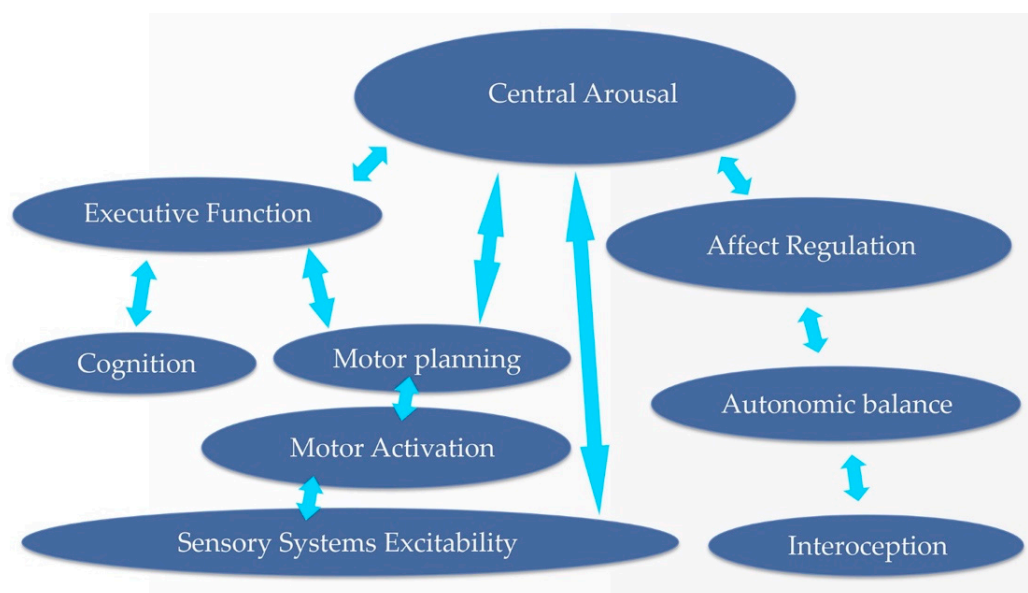 Central Arousal
Executive Function
Affect Regulation
Cognition
Motor planning
Autonomic balance
Motor Activation
Sensory Systems Excitability
Interoception